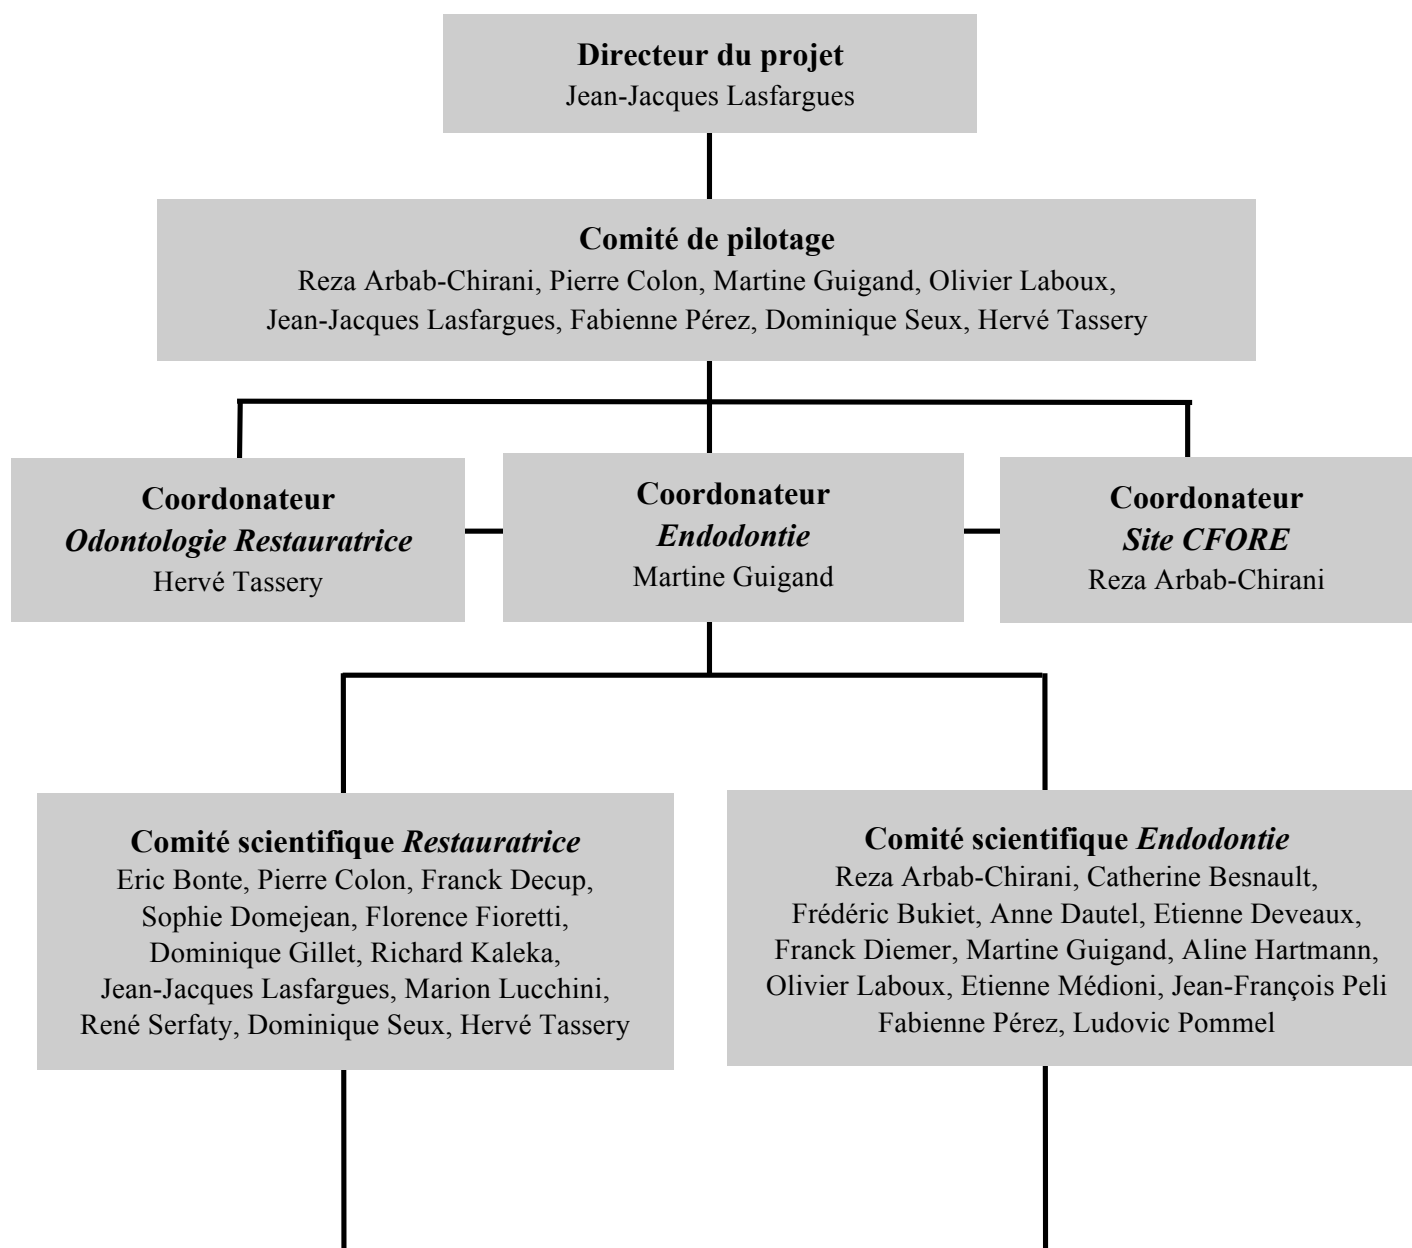 Directeur du projet
Jean-Jacques Lasfargues
Comité de pilotage
Reza Arbab-Chirani, Pierre Colon, Martine Guigand, Olivier Laboux,
Jean-Jacques Lasfargues, Fabienne Pérez, Dominique Seux, Hervé Tassery
Coordonateur
Odontologie Restauratrice
Hervé Tassery
Coordonateur
Endodontie
Martine Guigand
Coordonateur
Site CFORE
Reza Arbab-Chirani
Comité scientifique Restauratrice
Eric Bonte, Pierre Colon, Franck Decup,
Sophie Domejean, Florence Fioretti,
Dominique Gillet, Richard Kaleka,
Jean-Jacques Lasfargues, Marion Lucchini,
René Serfaty, Dominique Seux, Hervé Tassery
Comité scientifique Endodontie
Reza Arbab-Chirani, Catherine Besnault,
Frédéric Bukiet, Anne Dautel, Etienne Deveaux,
Franck Diemer, Martine Guigand, Aline Hartmann,
Olivier Laboux, Etienne Médioni, Jean-François Peli
Fabienne Pérez, Ludovic Pommel